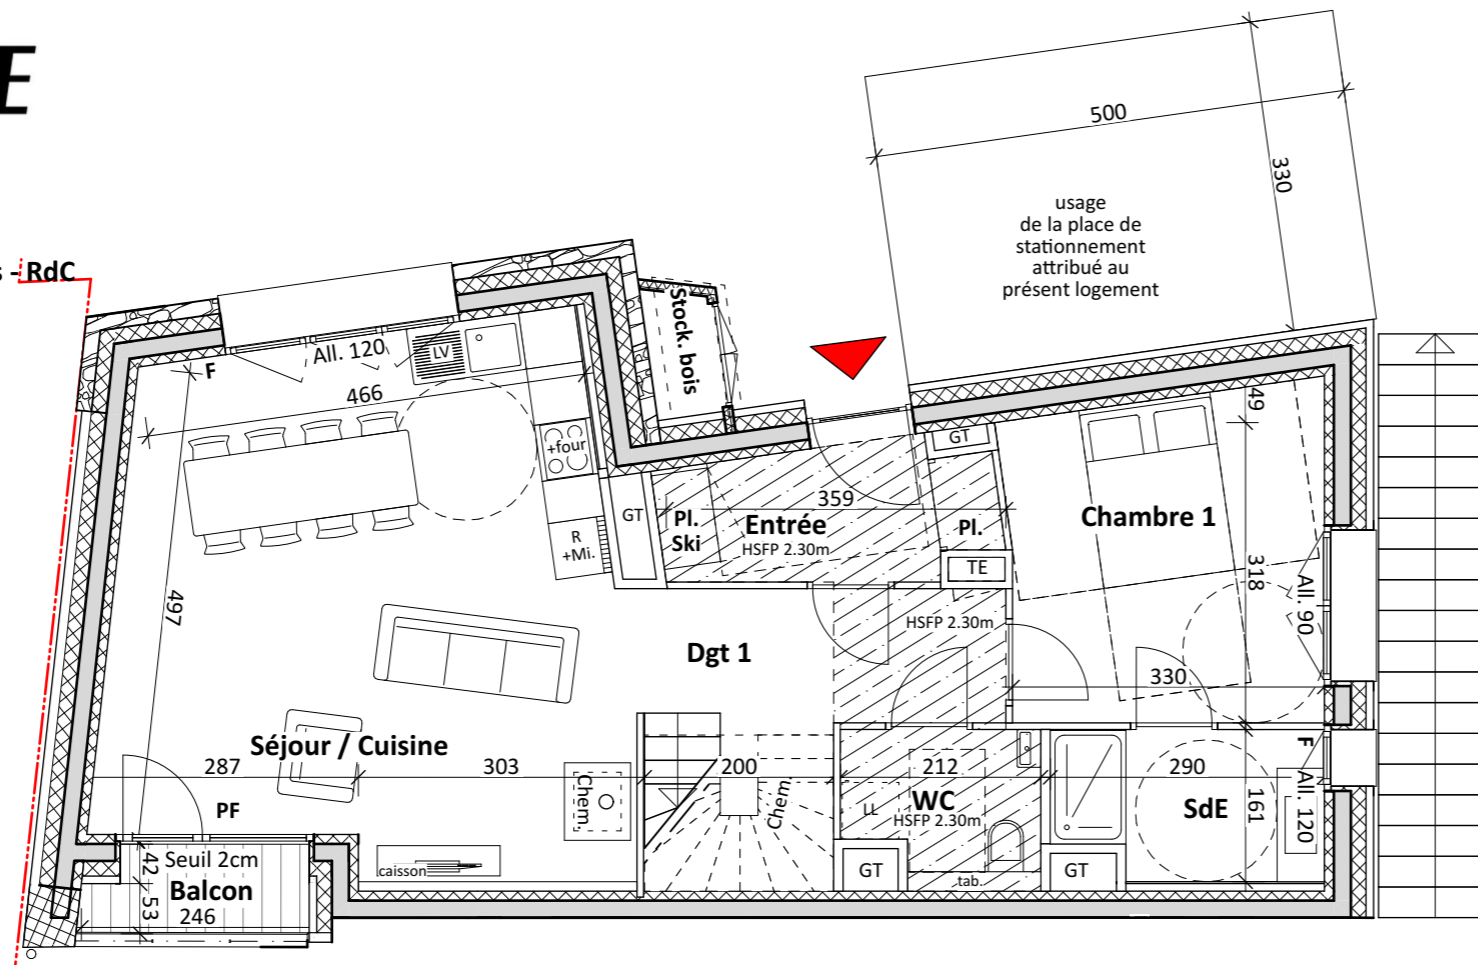 E
s - RdC
500
330
usage
de la place de
stationnement
attribué au
présent logement
Stock. bois
F
All. 120
LV
466
+four
GT
R
+Mi.
497
Pl.
Ski
359
Entrée
HSFP 2.30m
GT
Pl.
TE
HSFP 2.30m
49
Chambre 1
318
All. 90
330
Dgt 1
Séjour / Cuisine
287
303
200
212
290
PF
Chem.
Chem.
LL
WC
HSFP 2.30m
SdE
161
F
All. 120
caisson
GT
tab.
GT
42
Seuil 2cm
Balcon
53
246